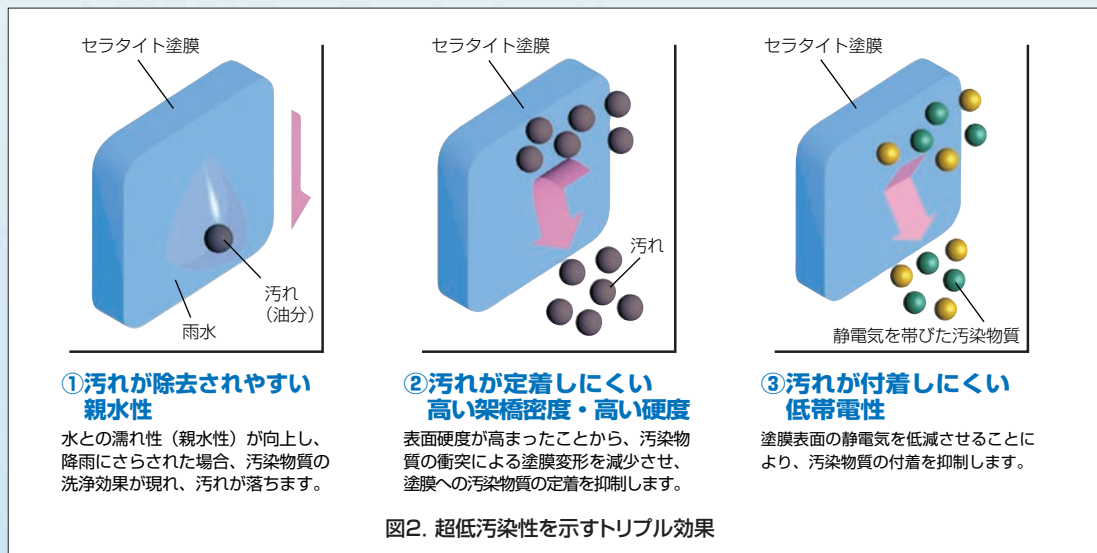 セラタイト塗膜
汚れ
（油分）
雨水
①汚れが除去されやすい
親水性
水との濡れ性（親水性）が向上し、
降雨にさらされた場合、汚染物質の
洗浄効果が現れ、汚れが落ちます。
セラタイト塗膜
汚れ
②汚れが定着しにくい
高い架橋密度・高い硬度
表面硬度が高まったことから、汚染物
質の衝突による塗膜変形を減少させ、
塗膜への汚染物質の定着を抑制します。
セラタイト塗膜
静電気を帯びた汚染物質
③汚れが付着しにくい
低帯電性
塗膜表面の静電気を低減させることに
より、汚染物質の付着を抑制します。
図2. 超低汚染性を示すトリプル効果